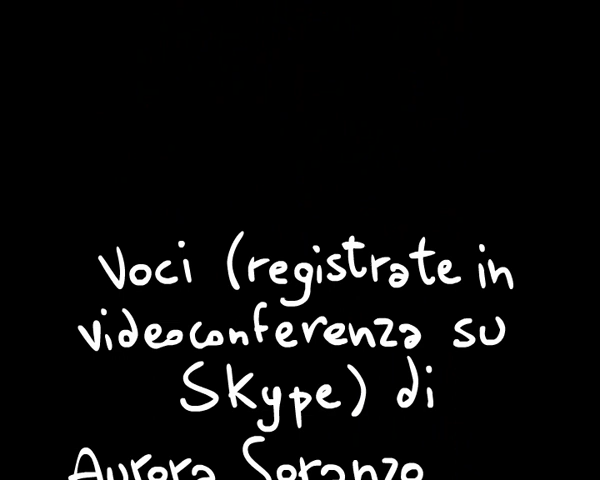 Voci (registrate in
videoconferenza su
Skype) di
Aurora Soranzo